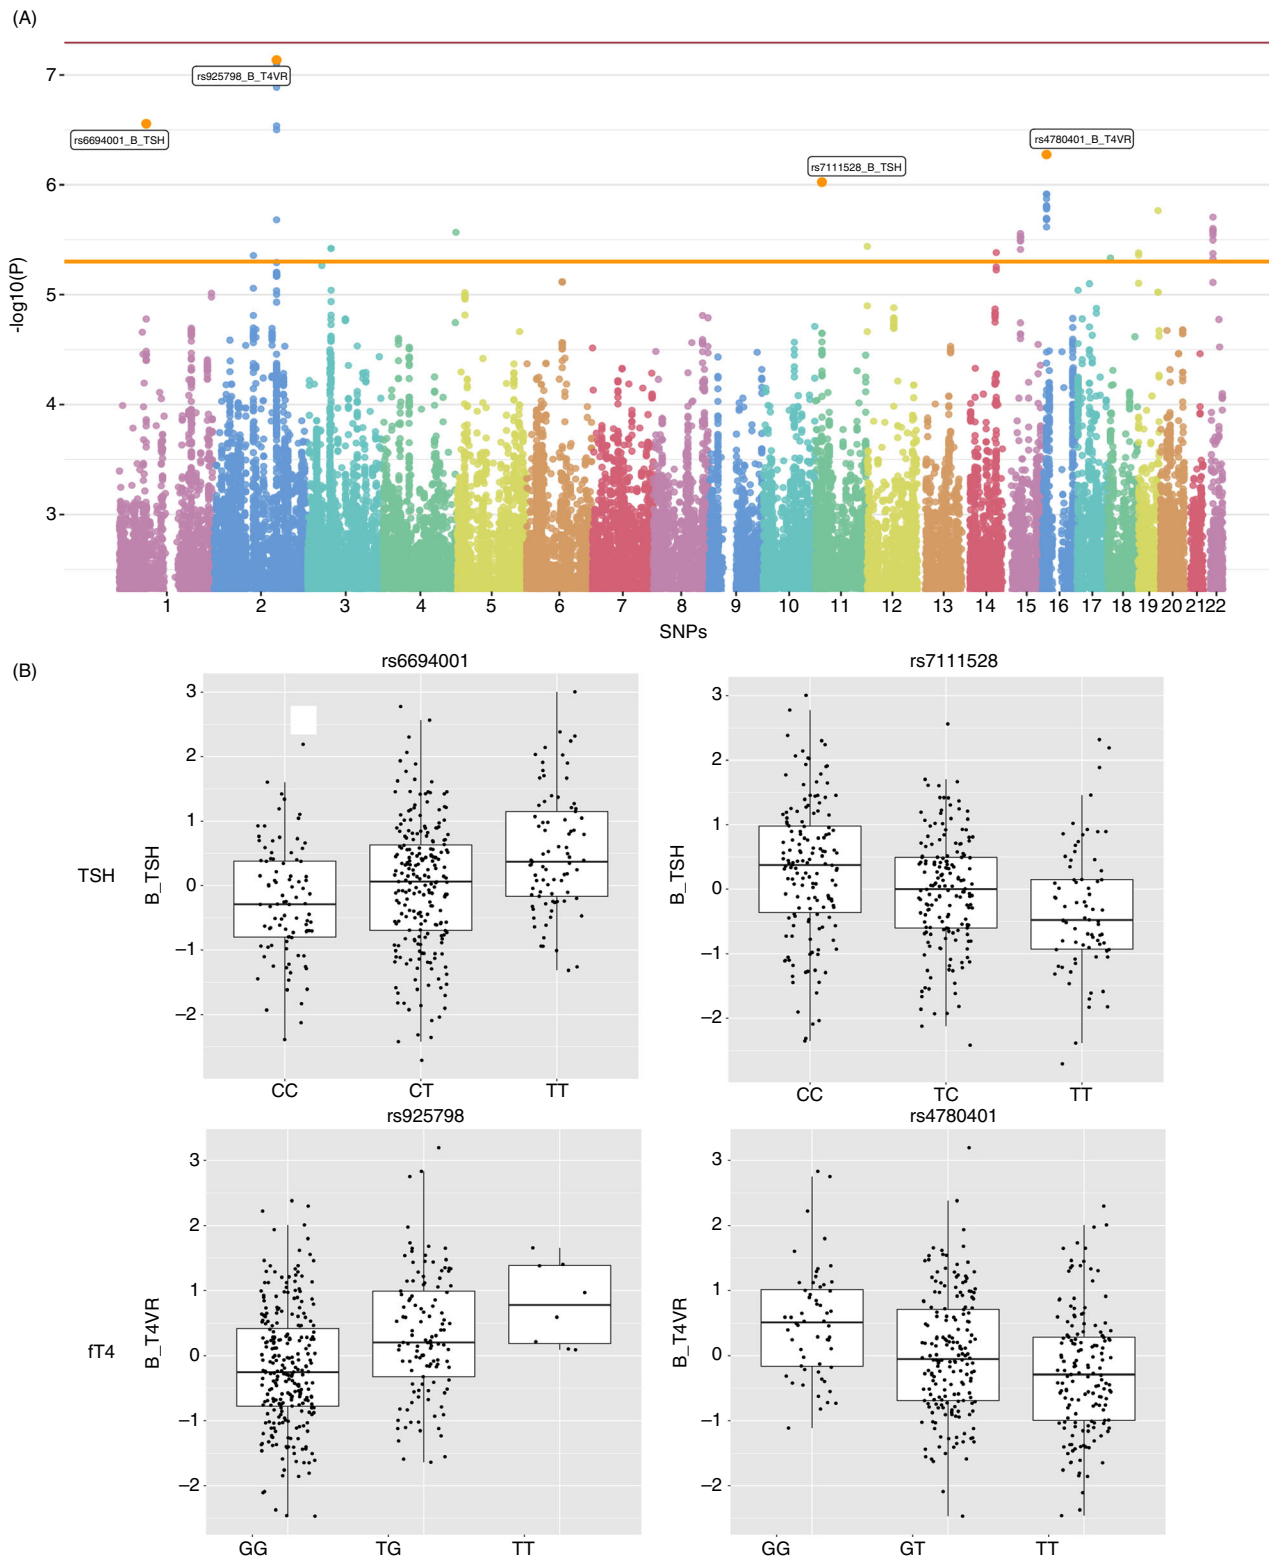 (A)
7
6
5
4
3
-log10(P)
rs925798_B_T4VR
rs6694001_B_TSH
rs7111528_B_TSH
rs4780401_B_T4VR
1 2 3 4 5 6 7 8 9 10 11 12 13 14 15 16 17 18 19 20 21 22
SNPs
(B)
rs6694001
TSH
B_TSH
3
2
1
0
−1
−2
CC CT TT
rs7111528
B_TSH
3
2
1
0
−1
−2
CC TC TT
rs925798
fT4
B_T4VR
3
2
1
0
−1
−2
GG TG TT
rs4780401
B_T4VR
3
2
1
0
−1
−2
GG GT TT